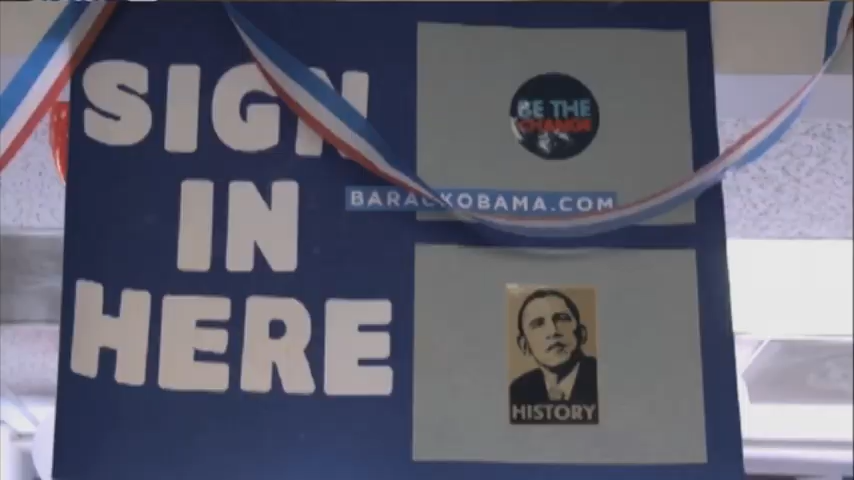 SIGN
IN
HERE
BE THE
CHANGE
BARACKOBAMA.COM
HISTORY